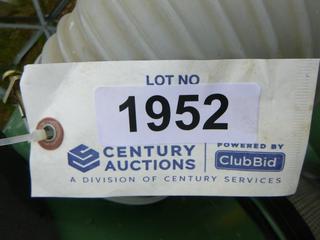 LOT NO
1952
CENTURY AUCTIONS
POWERED BY
ClubBid
A DIVISION OF CENTURY SERVICES